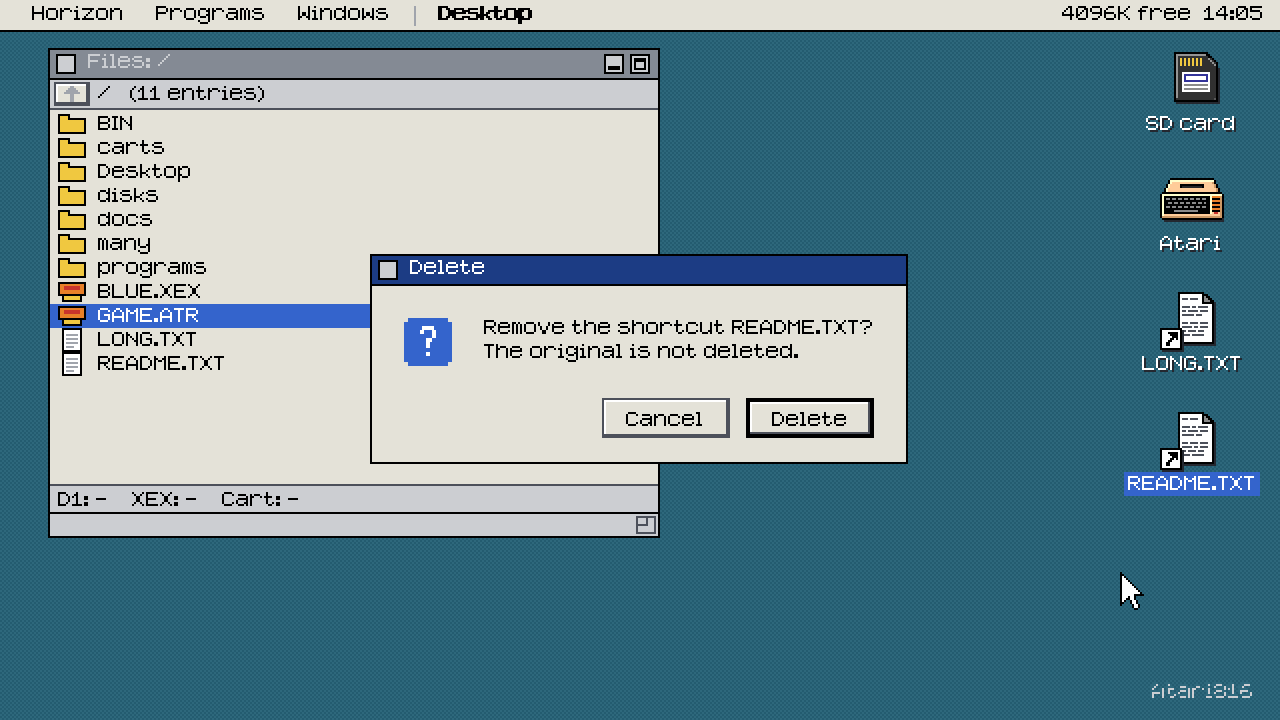 Horizon Programs Windows | Desktop 4096K free 14:05
Files: /
/ (11 entries)
BIN
carts
Desktop
disks
docs
many
programs
BLUE.XEX
GAME.ATR
LONG.TXT
README.TXT
D1: - XEX: - Cart: -
Delete
?
Remove the shortcut README.TXT?
The original is not deleted.
Cancel Delete
SD card
Atari
LONG.TXT
README.TXT
Atari816